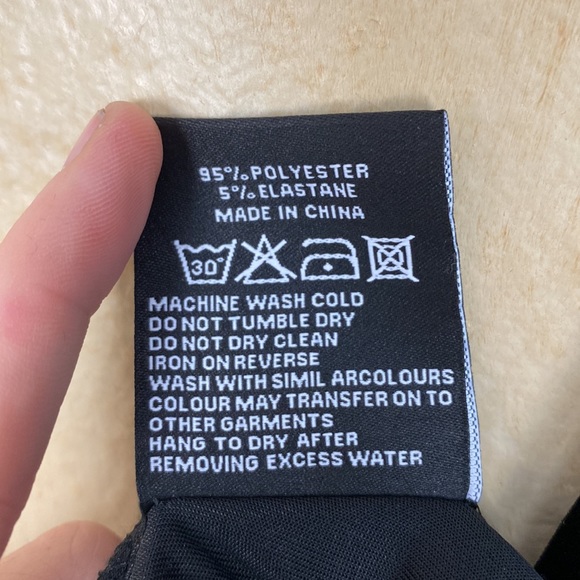 95% POLYESTER
5% ELASTANE
MADE IN CHINA
30°
MACHINE WASH COLD
DO NOT TUMBLE DRY
DO NOT DRY CLEAN
IRON ON REVERSE
WASH WITH SIMIL ARCOLOURS
COLOUR MAY TRANSFER ON TO
OTHER GARMENTS
HANG TO DRY AFTER
REMOVING EXCESS WATER